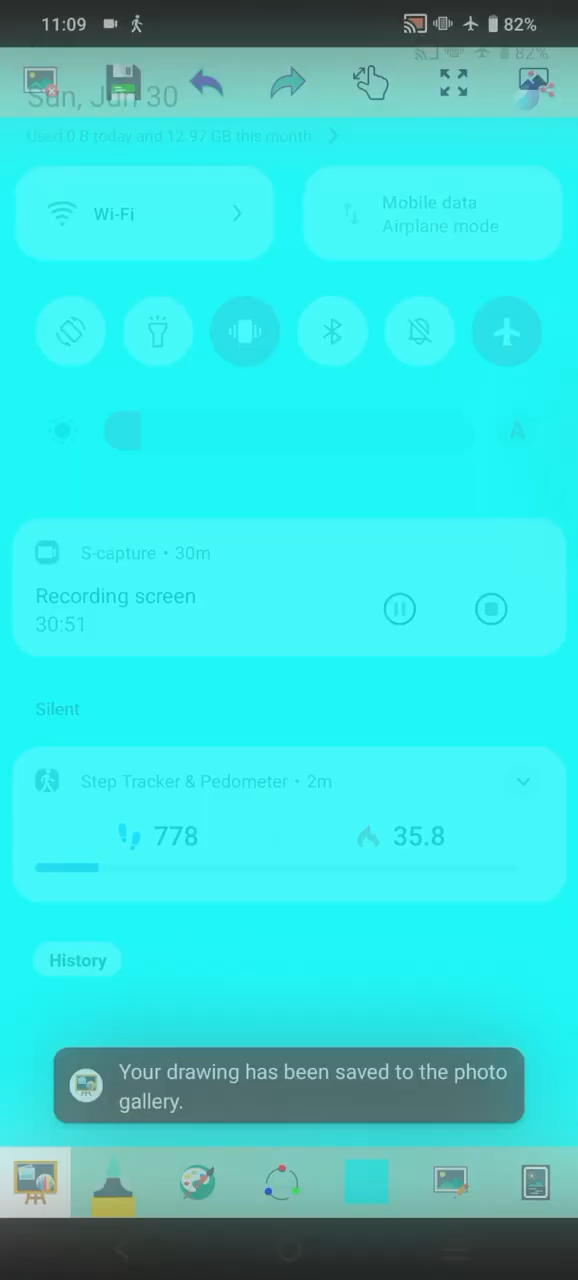 11:09
82%
82%
Sun, Jun 30
Used 0 B today and 12.97 GB this month
Wi-Fi
Mobile data
Airplane mode
A
S-capture • 30m
Recording screen
30:51
Silent
Step Tracker & Pedometer • 2m
778
35.8
History
Your drawing has been saved to the photo
gallery.